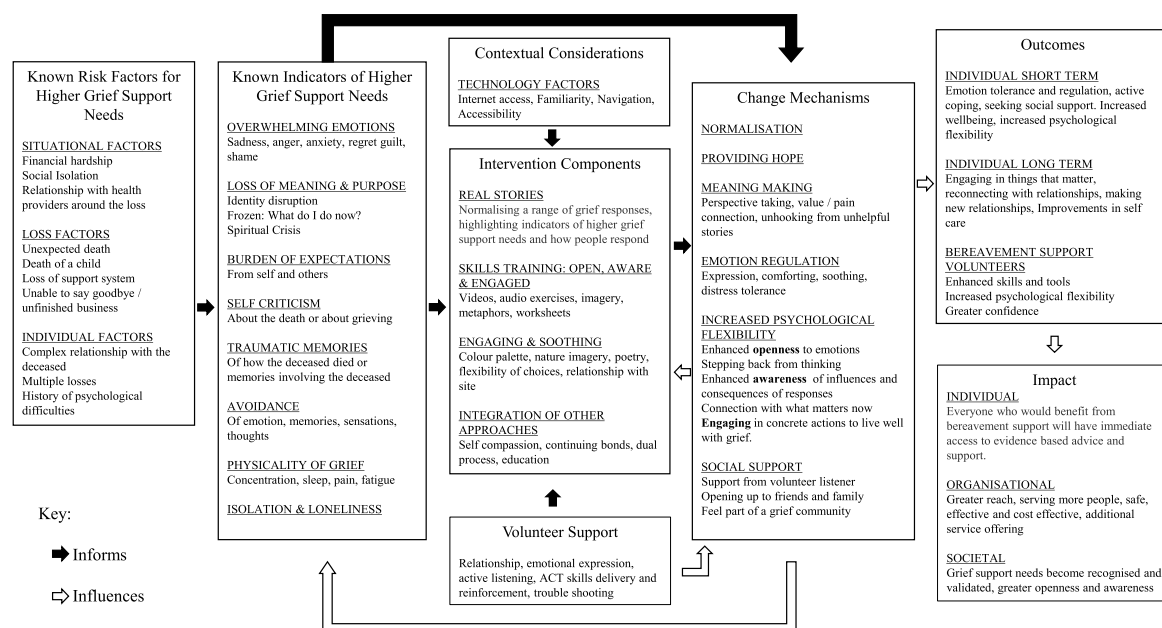 Known Risk Factors for
Higher Grief Support
Needs
SITUATIONAL FACTORS
Financial hardship
Social Isolation
Relationship with health
providers around the loss
LOSS FACTORS
Unexpected death
Death of a child
Loss of support system
Unable to say goodbye /
unfinished business
INDIVIDUAL FACTORS
Complex relationship with the
deceased
Multiple losses
History of psychological
difficulties
Key:
Informs
Influences
Known Indicators of Higher
Grief Support Needs
OVERWHELMING EMOTIONS
Sadness, anger, anxiety, regret guilt,
shame
LOSS OF MEANING & PURPOSE
Identity disruption
Frozen: What do I do now?
Spiritual Crisis
BURDEN OF EXPECTATIONS
From self and others
SELF CRITICISM
About the death or about grieving
TRAUMATIC MEMORIES
Of how the deceased died or
memories involving the deceased
AVOIDANCE
Of emotion, memories, sensations,
thoughts
PHYSICALITY OF GRIEF
Concentration, sleep, pain, fatigue
ISOLATION & LONELINESS
Contextual Considerations
TECHNOLOGY FACTORS
Internet access, Familiarity, Navigation,
Accessibility
Intervention Components
REAL STORIES
Normalising a range of grief responses,
highlighting indicators of higher grief
support needs and how people respond
SKILLS TRAINING: OPEN, AWARE
& ENGAGED
Videos, audio exercises, imagery,
metaphors, worksheets
ENGAGING & SOOTHING
Colour palette, nature imagery, poetry,
flexibility of choices, relationship with
site
INTEGRATION OF OTHER
APPROACHES
Self compassion, continuing bonds, dual
process, education
Volunteer Support
Relationship, emotional expression,
active listening, ACT skills delivery and
reinforcement, trouble shooting
Change Mechanisms
NORMALISATION
PROVIDING HOPE
MEANING MAKING
Perspective taking, value / pain
connection, unhooking from unhelpful
stories
EMOTION REGULATION
Expression, comforting, soothing,
distress tolerance
INCREASED PSYCHOLOGICAL
FLEXIBILITY
Enhanced openness to emotions
Stepping back from thinking
Enhanced awareness of influences and
consequences of responses
Connection with what matters now
Engaging in concrete actions to live well
with grief.
SOCIAL SUPPORT
Support from volunteer listener
Opening up to friends and family
Feel part of a grief community
Outcomes
INDIVIDUAL SHORT TERM
Emotion tolerance and regulation, active
coping, seeking social support. Increased
wellbeing, increased psychological
flexibility
INDIVIDUAL LONG TERM
Engaging in things that matter,
reconnecting with relationships, making
new relationships, Improvements in self
care
BEREAVEMENT SUPPORT
VOLUNTEERS
Enhanced skills and tools
Increased psychological flexibility
Greater confidence
Impact
INDIVIDUAL
Everyone who would benefit from
bereavement support will have immediate
access to evidence based advice and
support.
ORGANISATIONAL
Greater reach, serving more people, safe,
effective and cost effective, additional
service offering
SOCIETAL
Grief support needs become recognised and
validated, greater openness and awareness